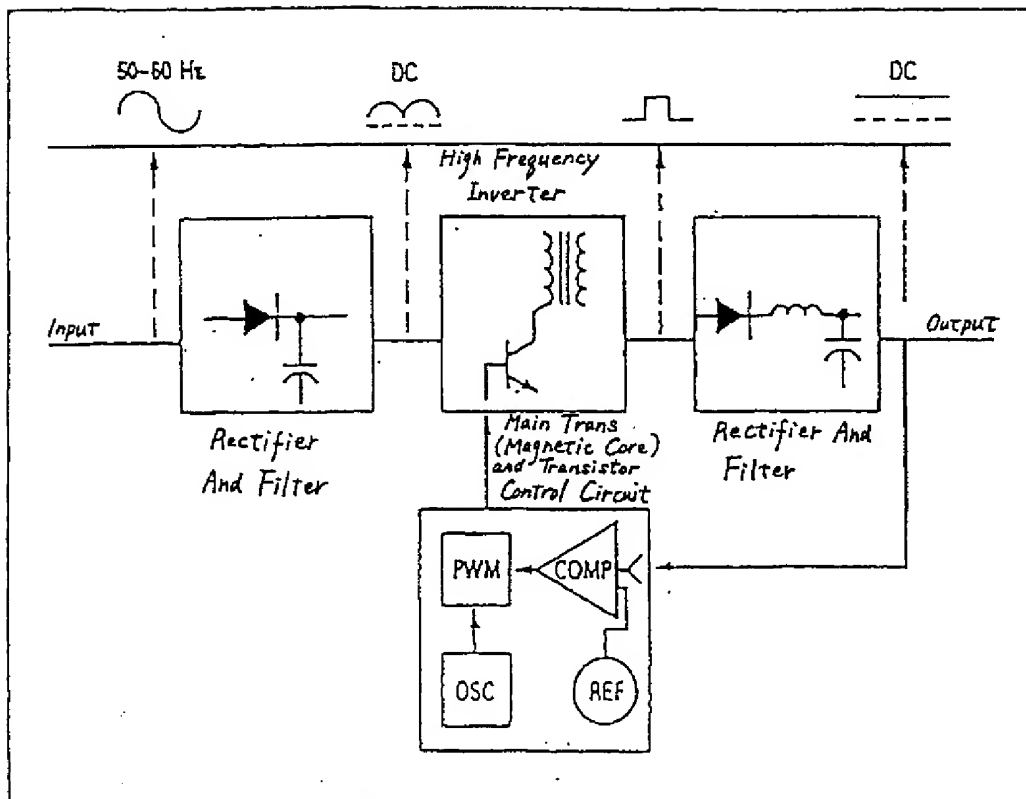 50-60 Hz
DC
DC
High Frequency
Inverter
Input
Output
Rectifier
And Filter
Main Trans
(Magnetic Core)
and Transistor
Control Circuit
Rectifier And
Filter
PWM
COMP
OSC
REF